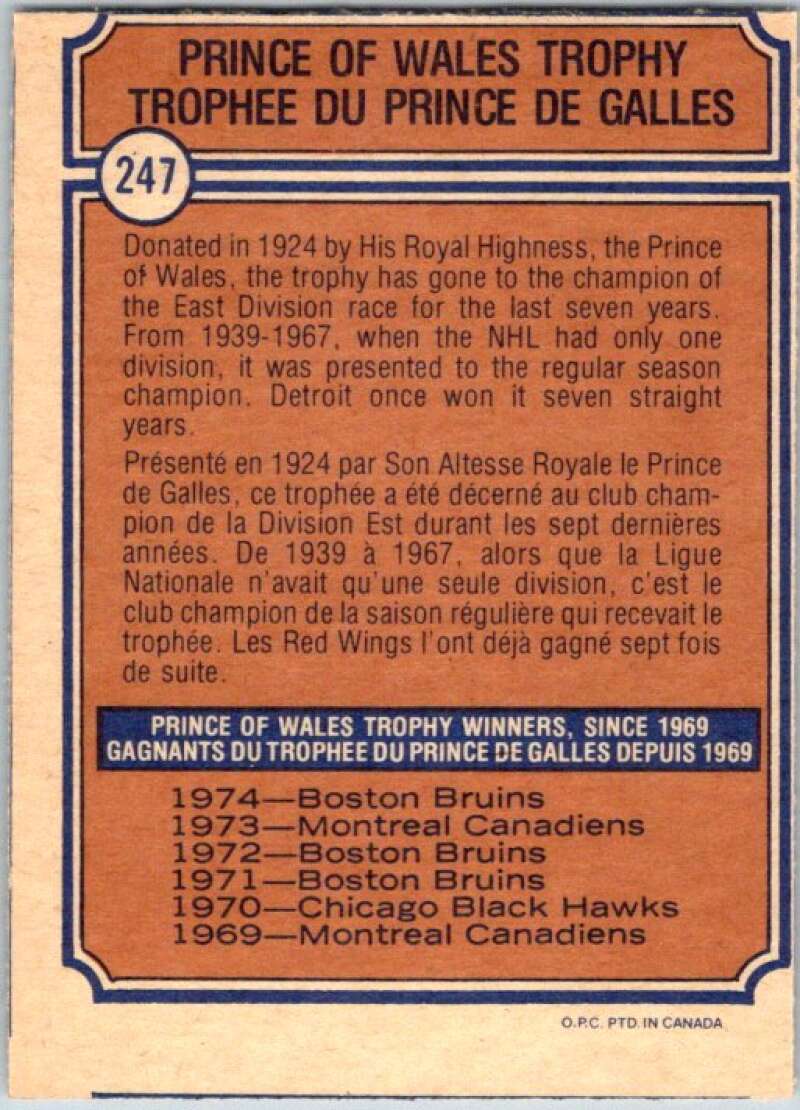 PRINCE OF WALES TROPHY
TROPHEE DU PRINCE DE GALLES
247
Donated in 1924 by His Royal Highness, the Prince
of Wales, the trophy has gone to the champion of
the East Division race for the last seven years.
From 1939-1967, when the NHL had only one
division, it was presented to the regular season
champion. Detroit once won it seven straight
years.
Présenté en 1924 par Son Altesse Royale le Prince
de Galles, ce trophée a été décerné au club cham-
pion de la Division Est durant les sept dernières
années. De 1939 à 1967, alors que la Ligue
Nationale n'avait qu'une seule division, c'est le
club champion de la saison régulière qui recevait le
trophée. Les Red Wings l'ont déjà gagné sept fois
de suite.
PRINCE OF WALES TROPHY WINNERS, SINCE 1969
GAGNANTS DU TROPHEE DU PRINCE DE GALLES DEPUIS 1969
1974—Boston Bruins
1973—Montreal Canadiens
1972—Boston Bruins
1971—Boston Bruins
1970—Chicago Black Hawks
1969—Montreal Canadiens
O.P.C. PTD. IN CANADA